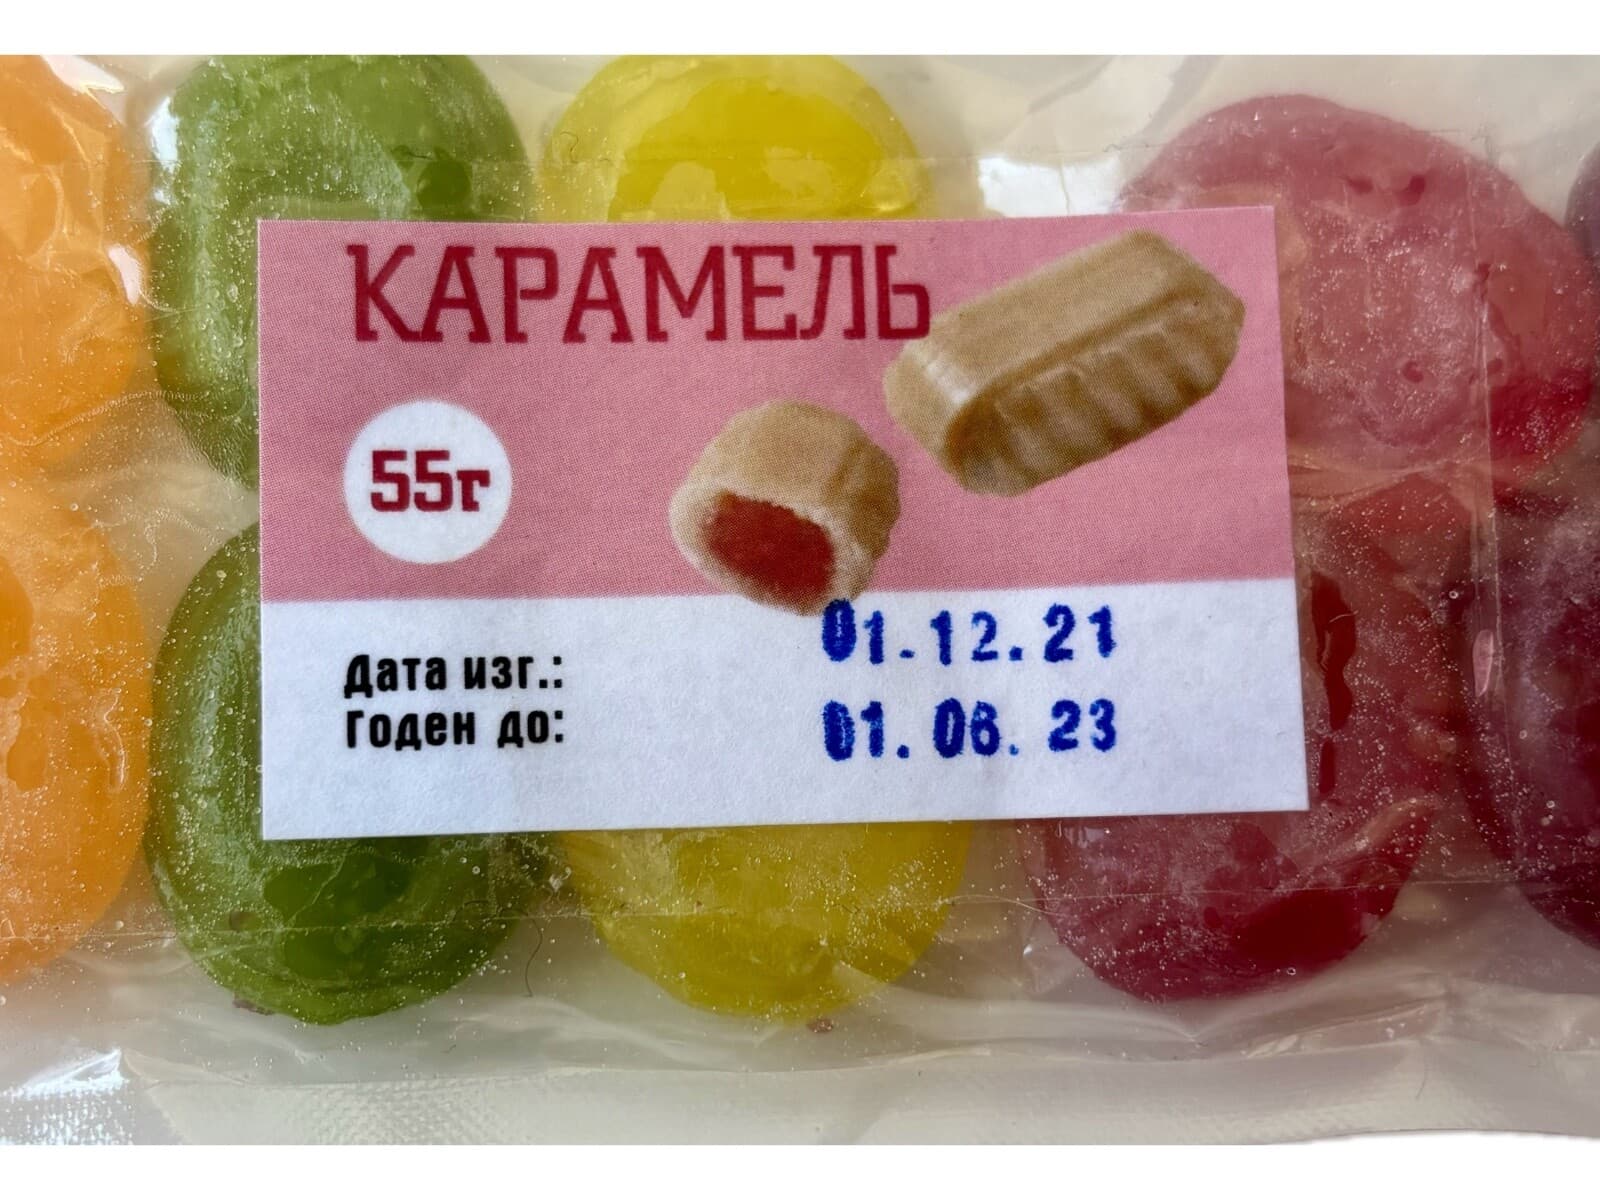 КАРАМЕЛЬ
55г
01.12.21
Дата изг.:
Годен до:
01.06.23